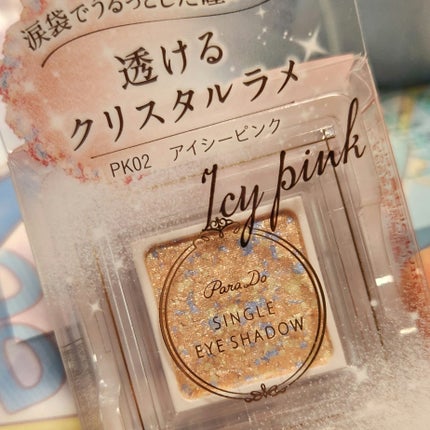 涙袋でうるっとした瞳
透ける
クリスタルラメ
PK02 アイシーピンク
Icy pink
Para Do
SINGLE
EYE SHADOW